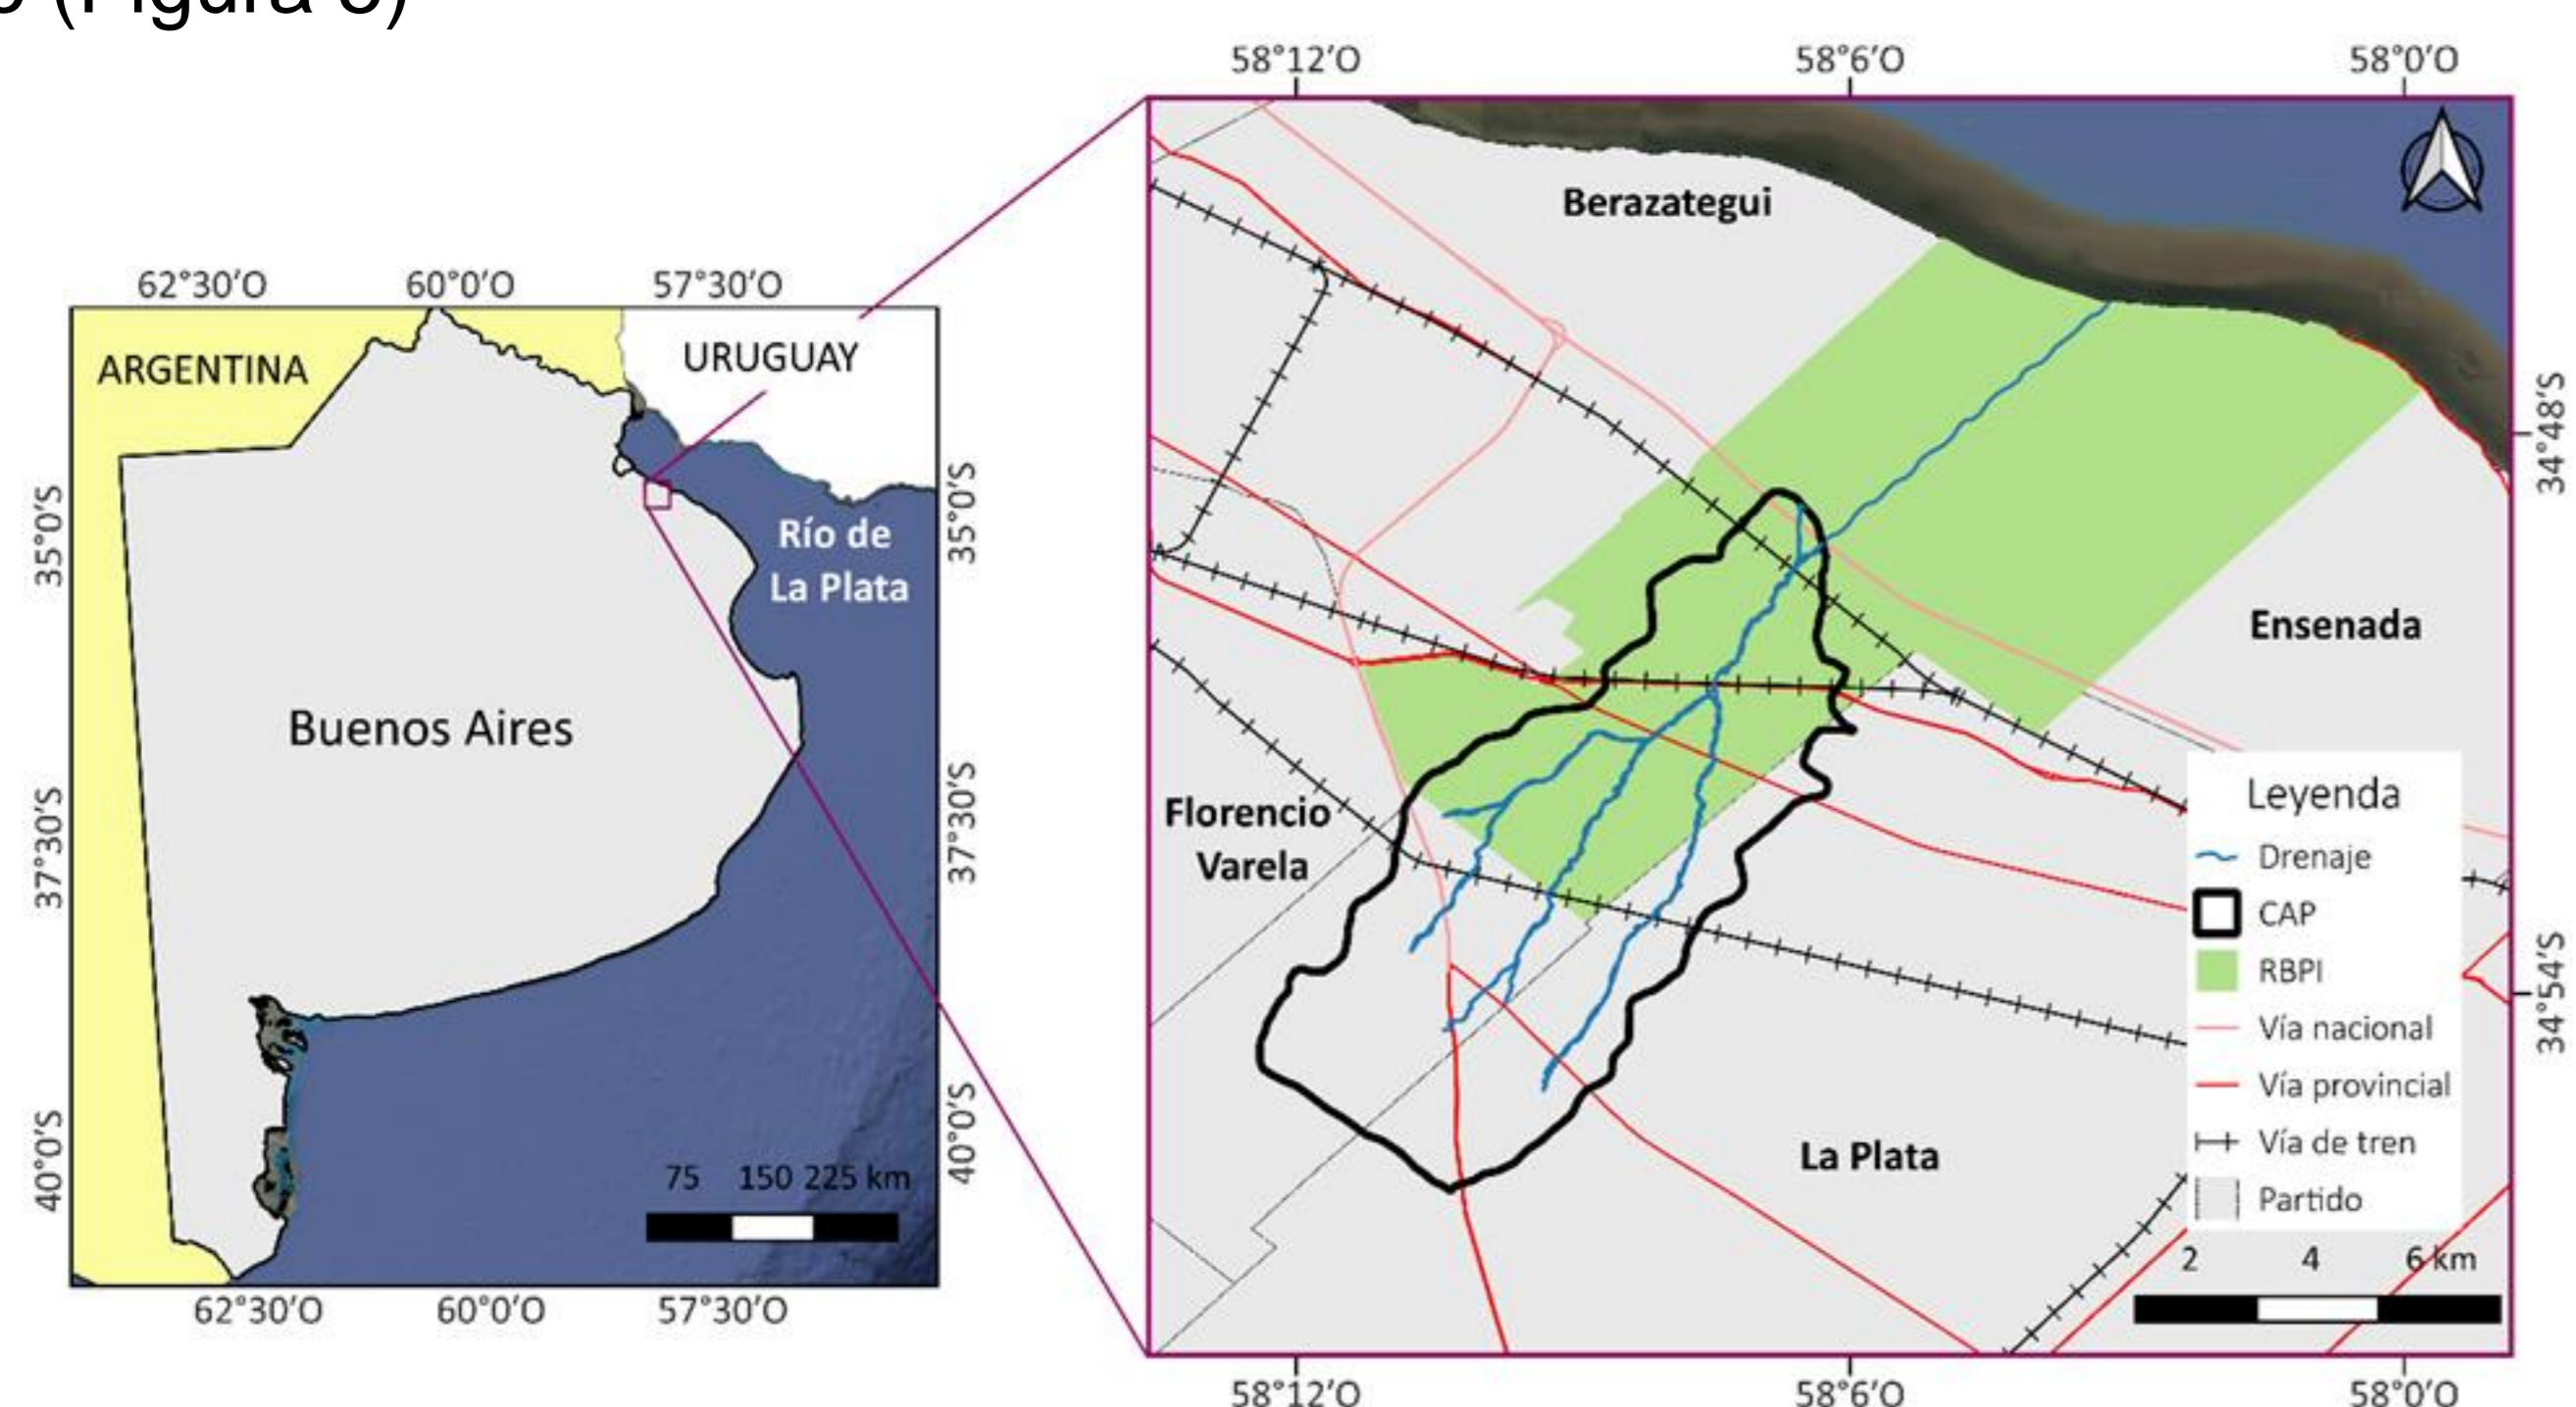 o (Figura 3)
62°30'O 60°0'O 57°30'O
ARGENTINA
URUGUAY
Río de
La Plata
Buenos Aires
35°0'S
37°30'S
40°0'S
35°0'S
37°30'S
40°0'S
75 150 225 km
62°30'O 60°0'O 57°30'O
58°12'O 58°6'O 58°0'O
Berazategui
Ensenada
Florencio
Varela
La Plata
34°48'S
34°54'S
Leyenda
Drenaje
CAP
RBPI
Vía nacional
Vía provincial
Vía de tren
Partido
2 4 6 km
58°12'O 58°6'O 58°0'O